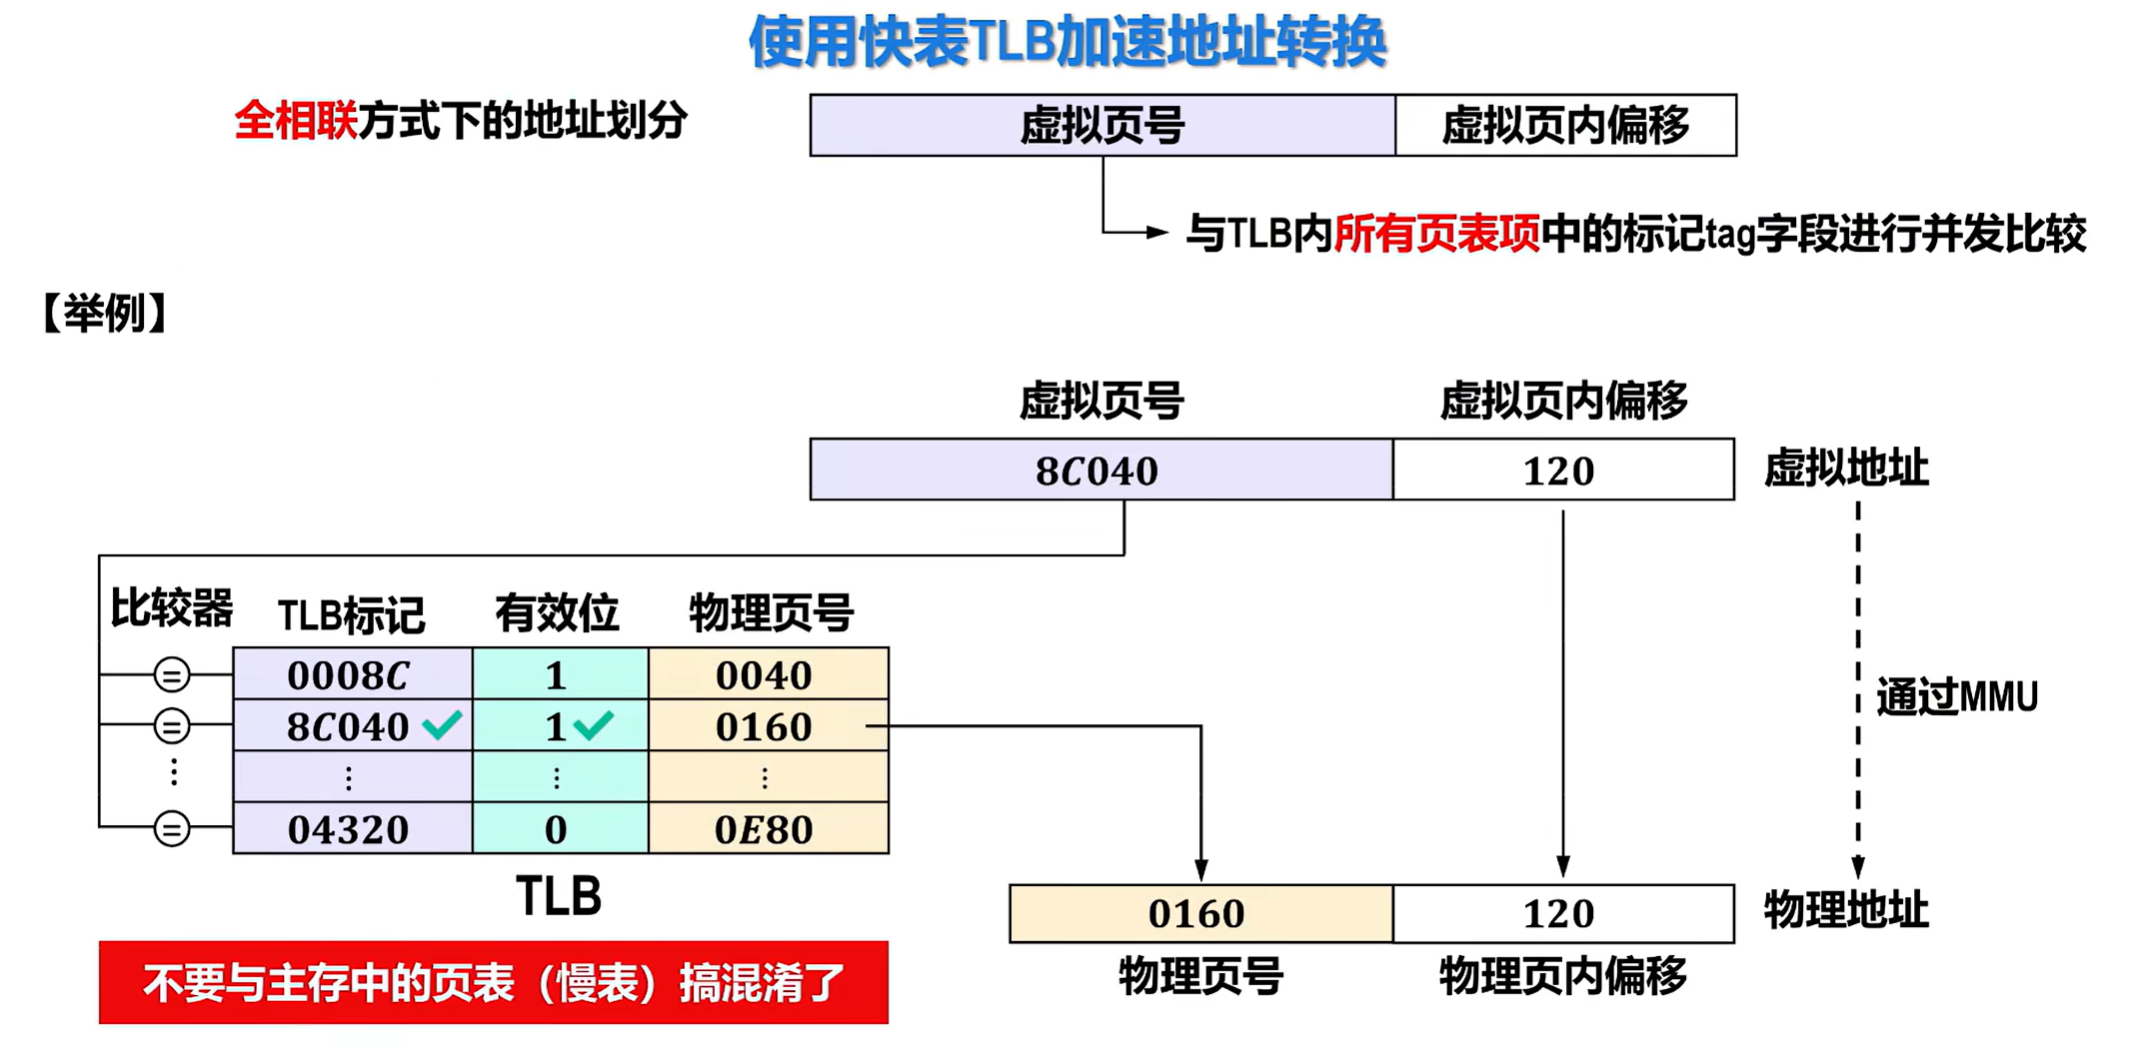 使用快表TLB加速地址转换
全相联方式下的地址划分
虚拟页号 虚拟页内偏移
与TLB内所有页表项中的标记tag字段进行并发比较
【举例】
虚拟页号 虚拟页内偏移
8C040 120 虚拟地址
比较器 TLB标记 有效位 物理页号
= 0008C 1 0040
= 8C040 1 0160
通过MMU
⋮ ⋮ ⋮ ⋮
= 04320 0 0E80
TLB
0160 120 物理地址
物理页号 物理页内偏移
不要与主存中的页表（慢表）搞混淆了